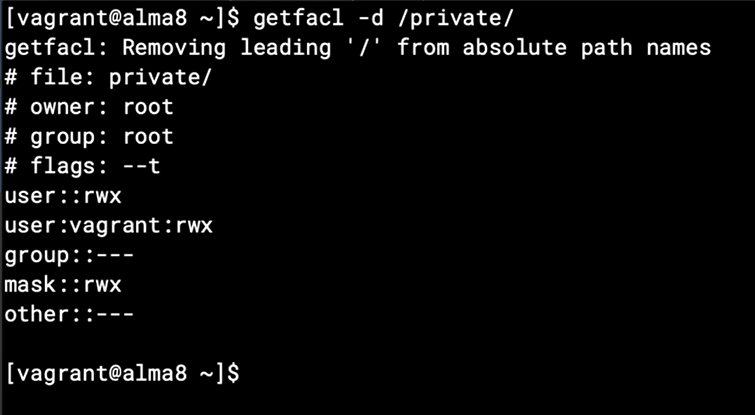 [vagrant@alma8 ~]$ getfacl -d /private/
getfacl: Removing leading '/' from absolute path names
# file: private/
# owner: root
# group: root
# flags: --t
user::rwx
user:vagrant:rwx
group::---
mask::rwx
other::---
[vagrant@alma8 ~]$